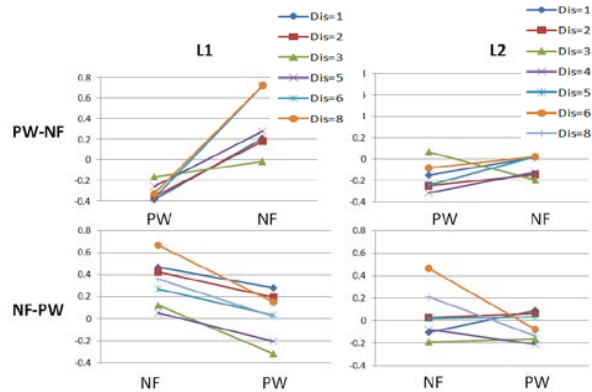 L1
L2
Dis=1
Dis=2
Dis=3
Dis=5
Dis=6
Dis=8
Dis=1
Dis=2
Dis=3
Dis=4
Dis=5
Dis=6
Dis=8
PW-NF
0.8
0.6
0.4
0.2
0
-0.2
-0.4
PW
NF
0
-0.2
-0.4
PW
NF
NF-PW
0.8
0.6
0.4
0.2
0
-0.2
-0.4
NF
PW
0.8
0.6
0.4
0.2
0
-0.2
-0.4
NF
PW